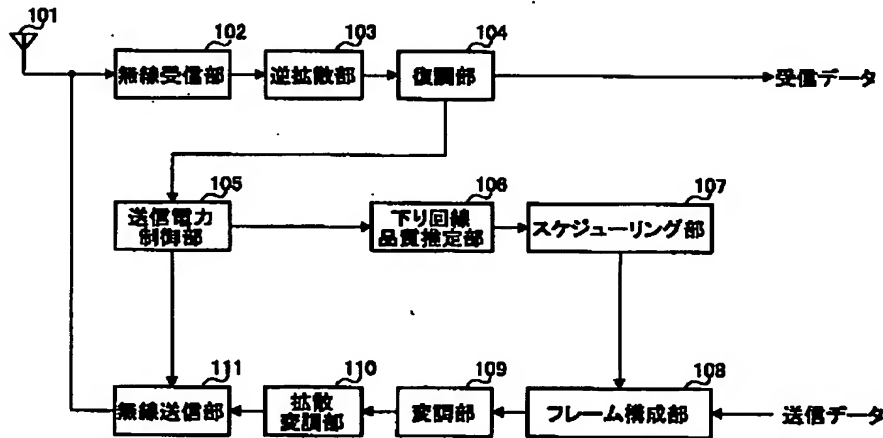 101
102
103
104
無線受信部
逆拡散部
復調部
受信データ
105
106
107
送信電力
制御部
下り回線
品質推定部
スケジューリング部
111
110
109
108
無線送信部
拡散
変調部
変調部
フレーム構成部
送信データ